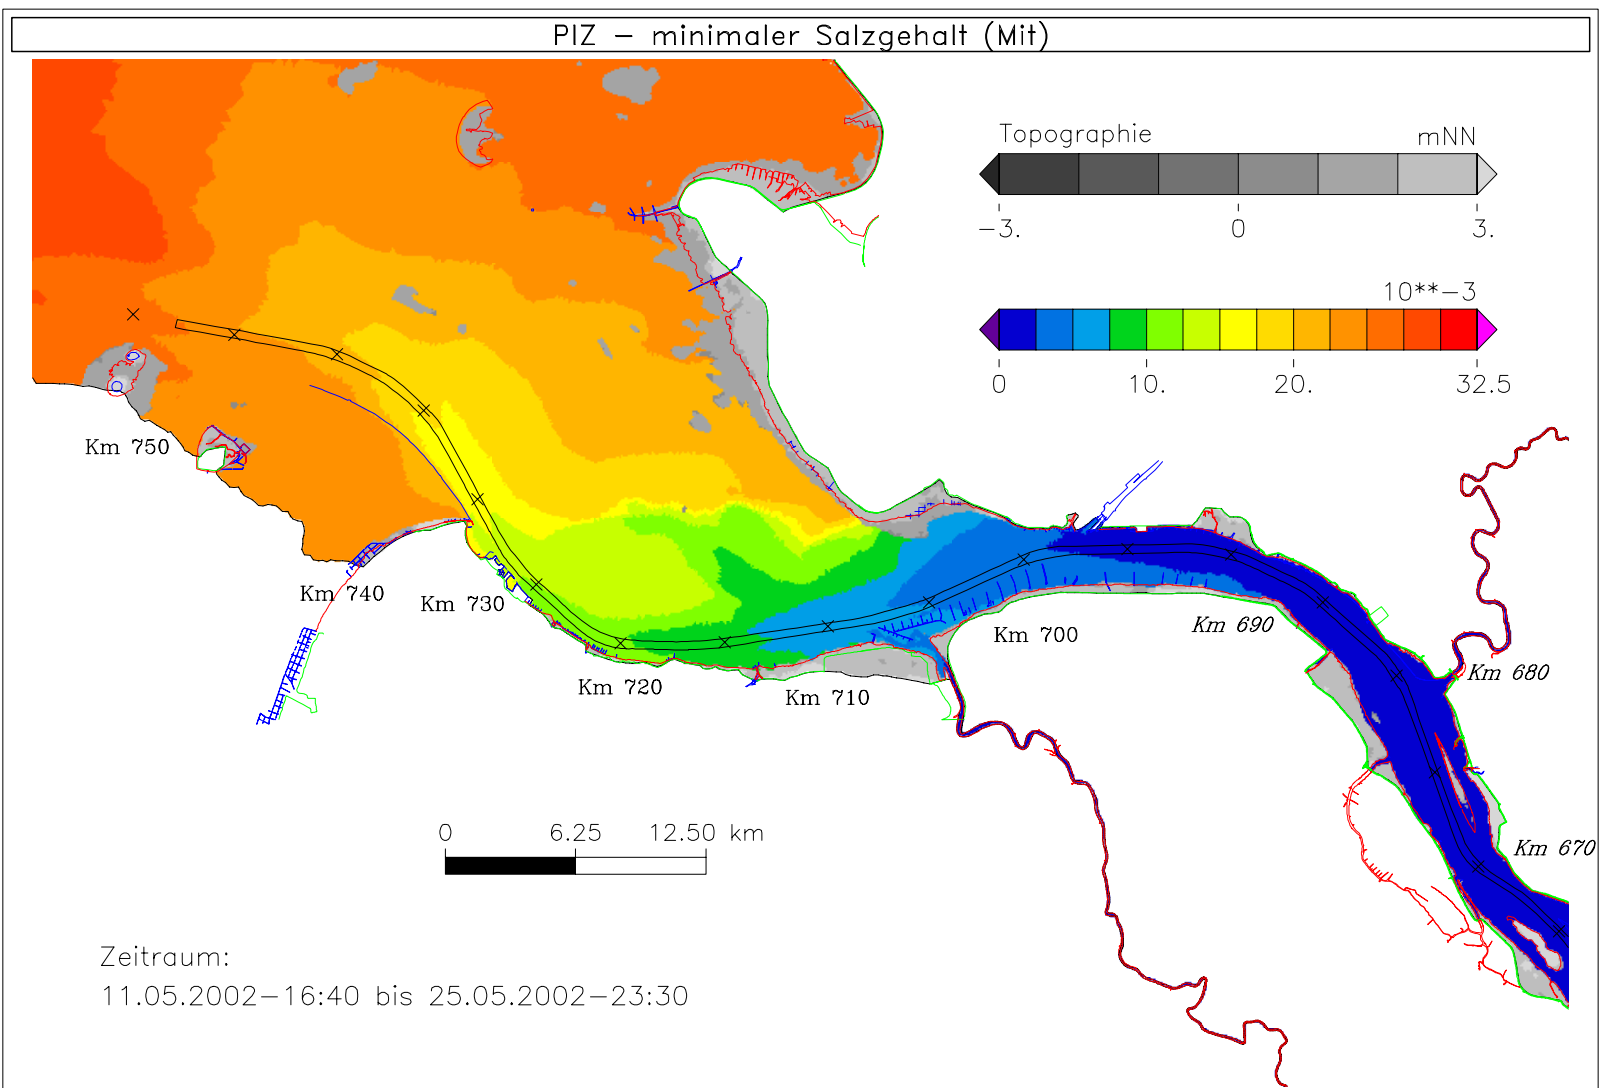 PIZ - minimaler Salzgehalt (Mit)
Topographie mNN
-3. 0 3.
10**-3
0 10. 20. 32.5
Km 750
Km 740
Km 730
Km 720
Km 710
Km 700
Km 690
Km 680
Km 670
0 6.25 12.50 km
Zeitraum:
11.05.2002-16:40 bis 25.05.2002-23:30